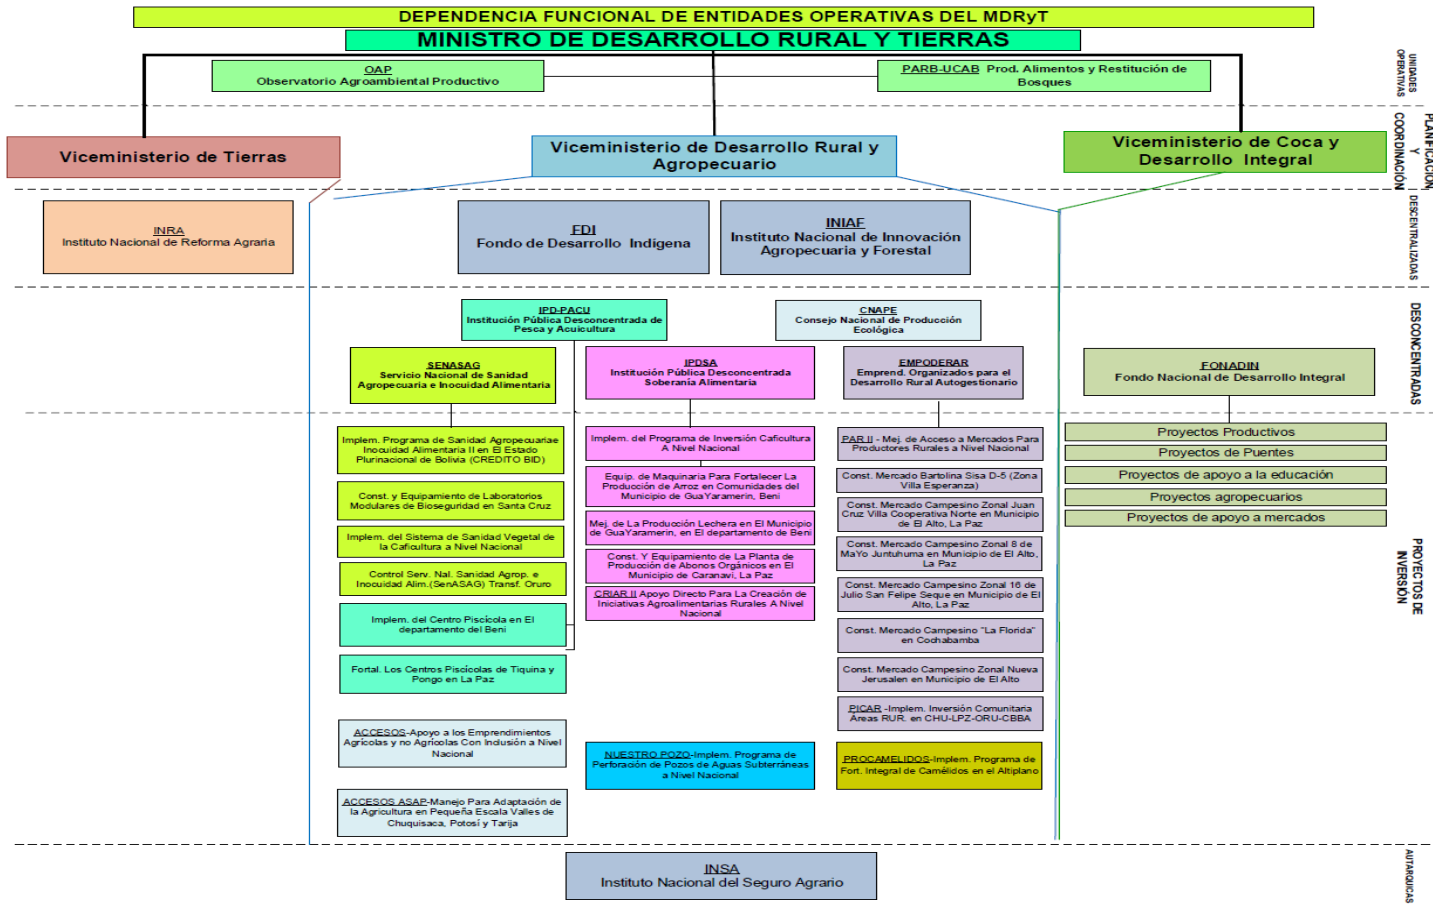 DEPENDENCIA FUNCIONAL DE ENTIDADES OPERATIVAS DEL MDRyT
MINISTRO DE DESARROLLO RURAL Y TIERRAS
OAP
Observatorio Agroambiental Productivo
PARB-UCAB Prod. Alimentos y Restitución de
Bosques
UNIDADES
OPERATIVAS
Viceministerio de Tierras
Viceministerio de Desarrollo Rural y
Agropecuario
Viceministerio de Coca y
Desarrollo Integral
PLANIFICACIÓN
Y
COORDINACIÓN
INRA
Instituto Nacional de Reforma Agraria
FDI
Fondo de Desarrollo Indígena
INIAF
Instituto Nacional de Innovación
Agropecuaria y Forestal
DESCENTRALIZADAS
IPD-PACU
Institución Pública Desconcentrada de
Pesca y Acuicultura
CNAPE
Consejo Nacional de Producción
Ecológica
SENASAG
Servicio Nacional de Sanidad
Agropecuaria e Inocuidad Alimentaria
IPDSA
Institución Pública Desconcentrada
Soberanía Alimentaria
EMPODERAR
Emprend. Organizados para el
Desarrollo Rural Autogestionario
FONADIN
Fondo Nacional de Desarrollo Integral
DESCONCENTRADAS
Implem. Programa de Sanidad Agropecuariae
Inocuidad Alimentaria II en El Estado
Plurinacional de Bolivia (CREDITO BID)
Const. y Equipamiento de Laboratorios
Modulares de Bioseguridad en Santa Cruz
Implem. del Sistema de Sanidad Vegetal de
la Caficultura a Nivel Nacional
Control Serv. Nal. Sanidad Agrop. e
Inocuidad Alim.(SenASAG) Transf. Oruro
Implem. del Centro Piscícola en El
departamento del Beni
Fortal. Los Centros Piscícolas de Tiquina y
Pongo en La Paz
ACCESOS-Apoyo a los Emprendimientos
Agrícolas y no Agrícolas Con Inclusión a Nivel
Nacional
ACCESOS ASAP-Manejo Para Adaptación de
la Agricultura en Pequeña Escala Valles de
Chuquisaca, Potosí y Tarija
Implem. del Programa de Inversión Caficultura
A Nivel Nacional
Equip. de Maquinaria Para Fortalecer La
Producción de Arroz en Comunidades del
Municipio de GuaYaramerin, Beni
Mej. de La Producción Lechera en El Municipio
de GuaYaramerin, en El departamento de Beni
Const. Y Equipamiento de La Planta de
Producción de Abonos Orgánicos en El
Municipio de Caranavi, La Paz
CRIAR II Apoyo Directo Para La Creación de
Iniciativas Agroalimentarias Rurales A Nivel
Nacional
NUESTRO POZO-Implem. Programa de
Perforación de Pozos de Aguas Subterráneas
a Nivel Nacional
PAR II - Mej. de Acceso a Mercados Para
Productores Rurales a Nivel Nacional
Const. Mercado Bartolina Sisa D-5 (Zona
Villa Esperanza)
Const. Mercado Campesino Zonal Juan
Cruz Villa Cooperativa Norte en Municipio
de El Alto, La Paz
Const. Mercado Campesino Zonal 8 de
MaYo Juntuhuma en Municipio de El Alto,
La Paz
Const. Mercado Campesino Zonal 16 de
Julio San Felipe Seque en Municipio de El
Alto, La Paz
Const. Mercado Campesino "La Florida"
en Cochabamba
Const. Mercado Campesino Zonal Nueva
Jerusalen en Municipio de El Alto
PICAR -Implem. Inversión Comunitaria
Áreas RUR. en CHU-LPZ-ORU-CBBA
PROCAMELIDOS-Implem. Programa de
Fort. Integral de Camélidos en el Altiplano
Proyectos Productivos
Proyectos de Puentes
Proyectos de apoyo a la educación
Proyectos agropecuarios
Proyectos de apoyo a mercados
PROYECTOS DE
INVERSIÓN
INSA
Instituto Nacional del Seguro Agrario
AUTARQUICAS